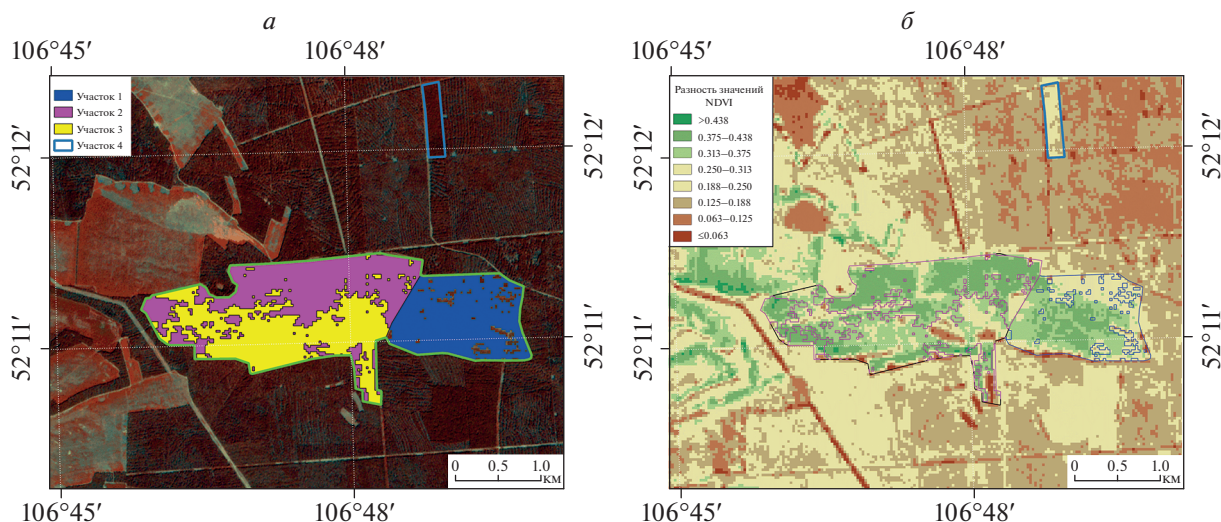 а
б
106°45′ 106°48′
106°45′ 106°48′
Участок 1
Участок 2
Участок 3
Участок 4
52°12′
52°11′
52°12′
52°11′
0 0.5 1.0
км
106°45′ 106°48′
Разность значений
NDVI
>0.438
0.375–0.438
0.313–0.375
0.250–0.313
0.188–0.250
0.125–0.188
0.063–0.125
≤0.063
52°12′
52°11′
0 0.5 1.0
км
106°45′ 106°48′